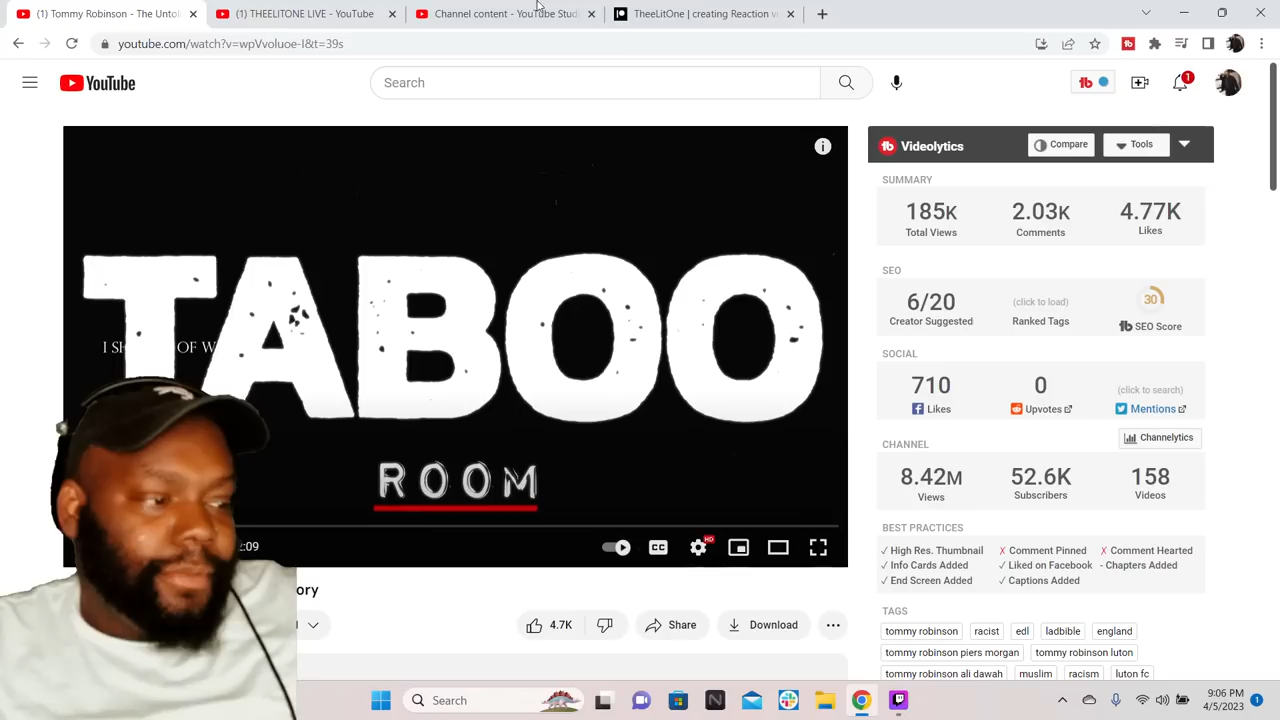 (1) Tommy Robinson - The Untol
(1) THEELITONE LIVE - YouTube
Channel content - YouTube Stud
TheeLitOne | creating Reaction v
youtube.com/watch?v=wpVvoluoe-I&t=39s
YouTube
Search
1
TABOO
ROOM
:09
ory
4.7K
Share
Download
Videolytics
Compare
Tools
SUMMARY
185K 2.03K 4.77K
Total Views Comments Likes
SEO
6/20 (click to load) 30
Creator Suggested Ranked Tags tb SEO Score
SOCIAL
710 0 (click to search)
Likes Upvotes Mentions
CHANNEL Channelytics
8.42M 52.6K 158
Views Subscribers Videos
BEST PRACTICES
✓ High Res. Thumbnail ✗ Comment Pinned ✗ Comment Hearted
✓ Info Cards Added ✓ Liked on Facebook - Chapters Added
✓ End Screen Added ✓ Captions Added
TAGS
tommy robinson racist edl ladbible england
tommy robinson piers morgan tommy robinson luton
tommy robinson ali dawah muslim racism luton fc
Search
9:06 PM
4/5/2023
1